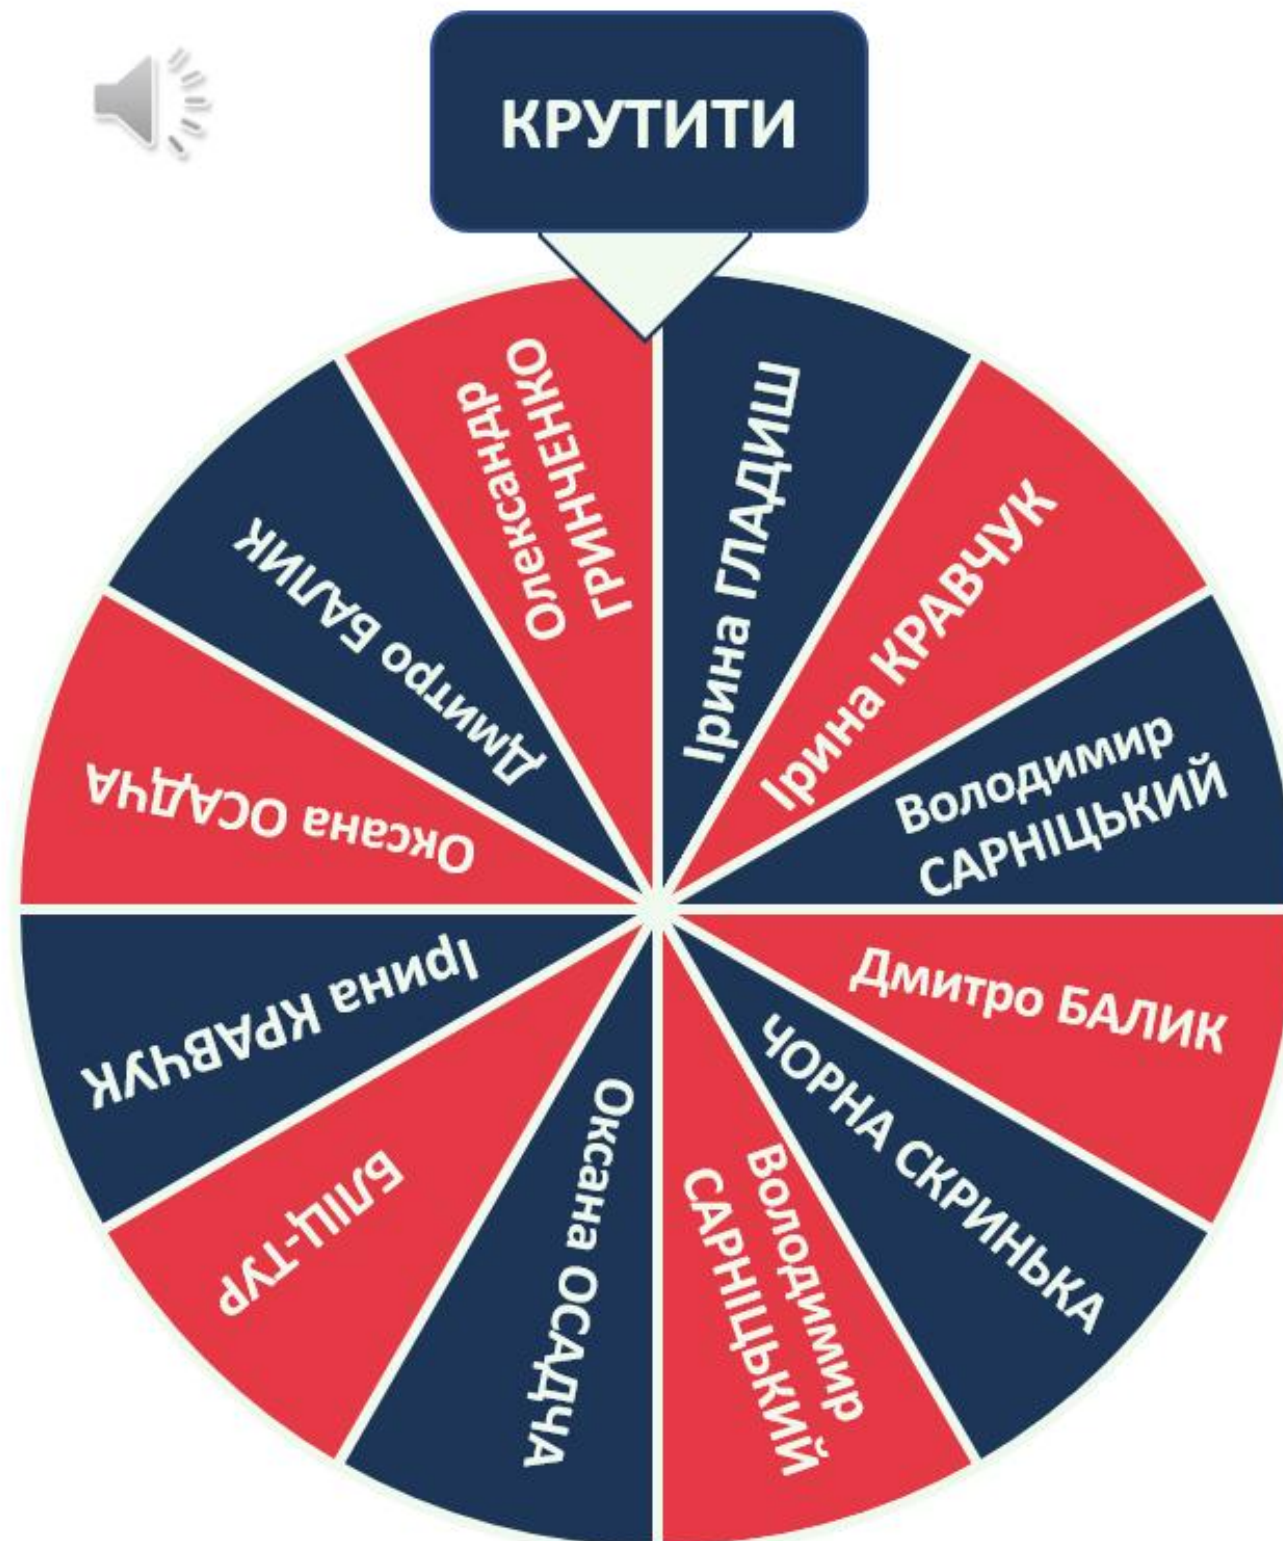 КРУТИТИ
Ірина ГЛАДИШ
Ірина КРАВЧУК
Володимир
САРНІЦЬКИЙ
Дмитро БАЛИК
ЧОРНА СКРИНЬКА
Володимир
САРНІЦЬКИЙ
Оксана ОСАДЧА
БЛІЦ-ТУР
Ірина КРАВЧУК
Оксана ОСАДЧА
Дмитро БАЛИК
Олександр
ГРИНЧЕНКО